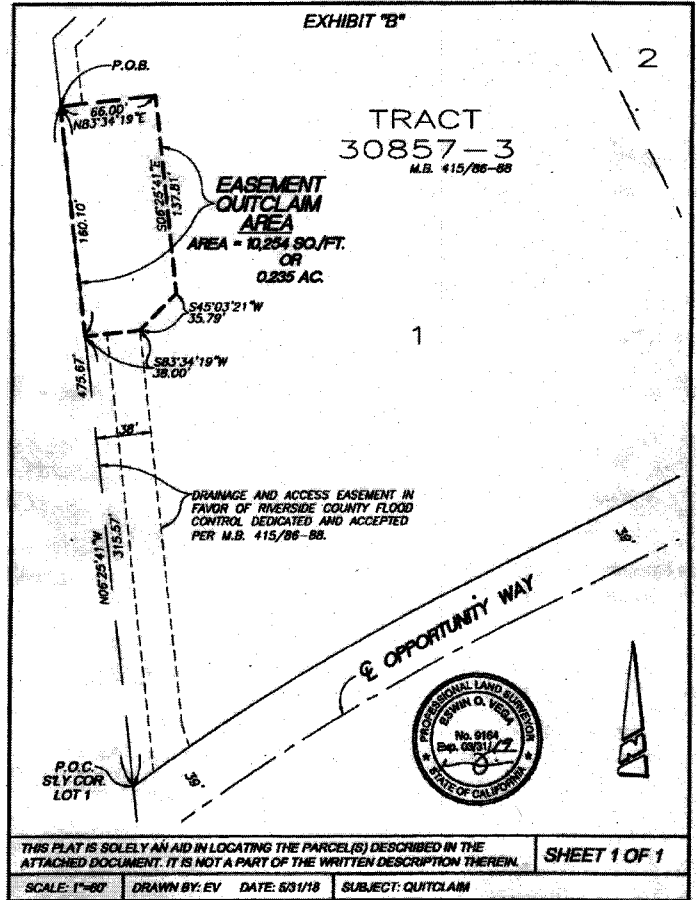 EXHIBIT "B"
2
P.O.B.
66.00'
N83°34'19"E
TRACT
30857-3
M.B. 415/86-88
160.10'
S06°25'41"E
137.81'
EASEMENT
QUITCLAIM
AREA
AREA = 10,254 SQ./FT.
OR
0.235 AC.
S45°03'21"W
35.79'
1
S83°34'19"W
38.00'
475.67'
38'
DRAINAGE AND ACCESS EASEMENT IN
FAVOR OF RIVERSIDE COUNTY FLOOD
CONTROL DEDICATED AND ACCEPTED
PER M.B. 415/86-88.
N06°25'41"W
315.57'
39'
℄ OPPORTUNITY WAY
PROFESSIONAL LAND SURVEYOR
No. 9164
Exp. 03/31/19
STATE OF CALIFORNIA
N
P.O.C.
S'LY COR.
LOT 1
39'
THIS PLAT IS SOLELY AN AID IN LOCATING THE PARCEL(S) DESCRIBED IN THE
ATTACHED DOCUMENT. IT IS NOT A PART OF THE WRITTEN DESCRIPTION THEREIN.
SHEET 1 OF 1
SCALE: 1"=60'
DRAWN BY: EV
DATE: 5/31/18
SUBJECT: QUITCLAIM